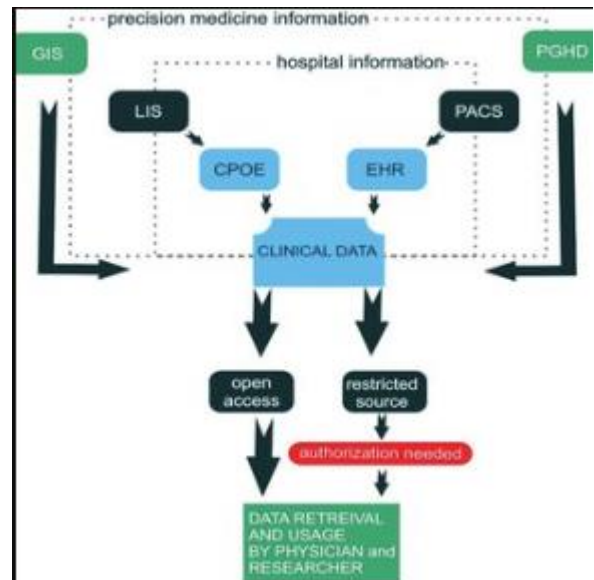 precision medicine information
GIS
PGHD
hospital information
LIS
PACS
CPOE
EHR
CLINICAL DATA
open
access
restricted
source
authorization needed
DATA RETREIVAL
AND USAGE
BY PHYSICIAN and
RESEARCHER